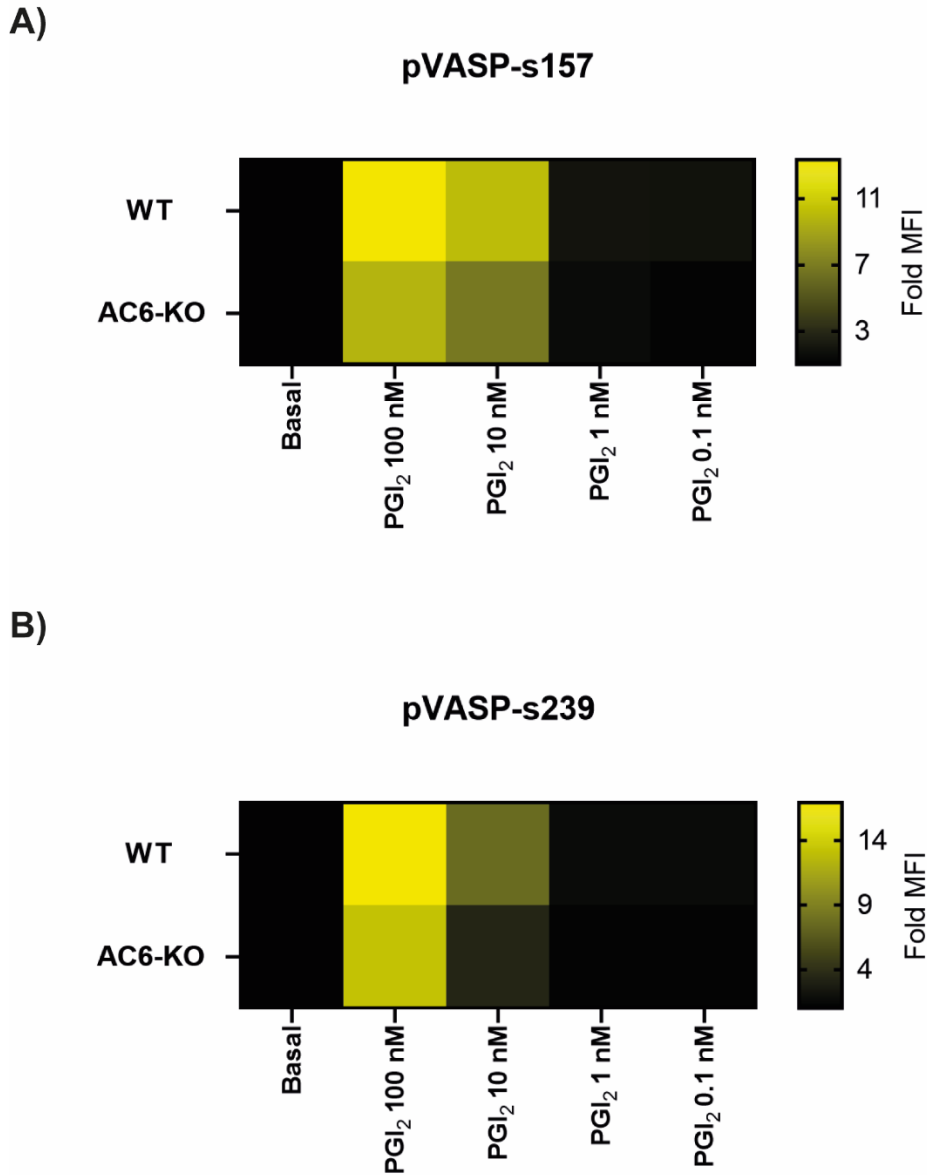 A)
pVASP-s157
WT
AC6-KO
11
7
3
Fold MFI
Basal
PGI₂ 100 nM
PGI₂ 10 nM
PGI₂ 1 nM
PGI₂ 0.1 nM
B)
pVASP-s239
WT
AC6-KO
14
9
4
Fold MFI
Basal
PGI₂ 100 nM
PGI₂ 10 nM
PGI₂ 1 nM
PGI₂ 0.1 nM